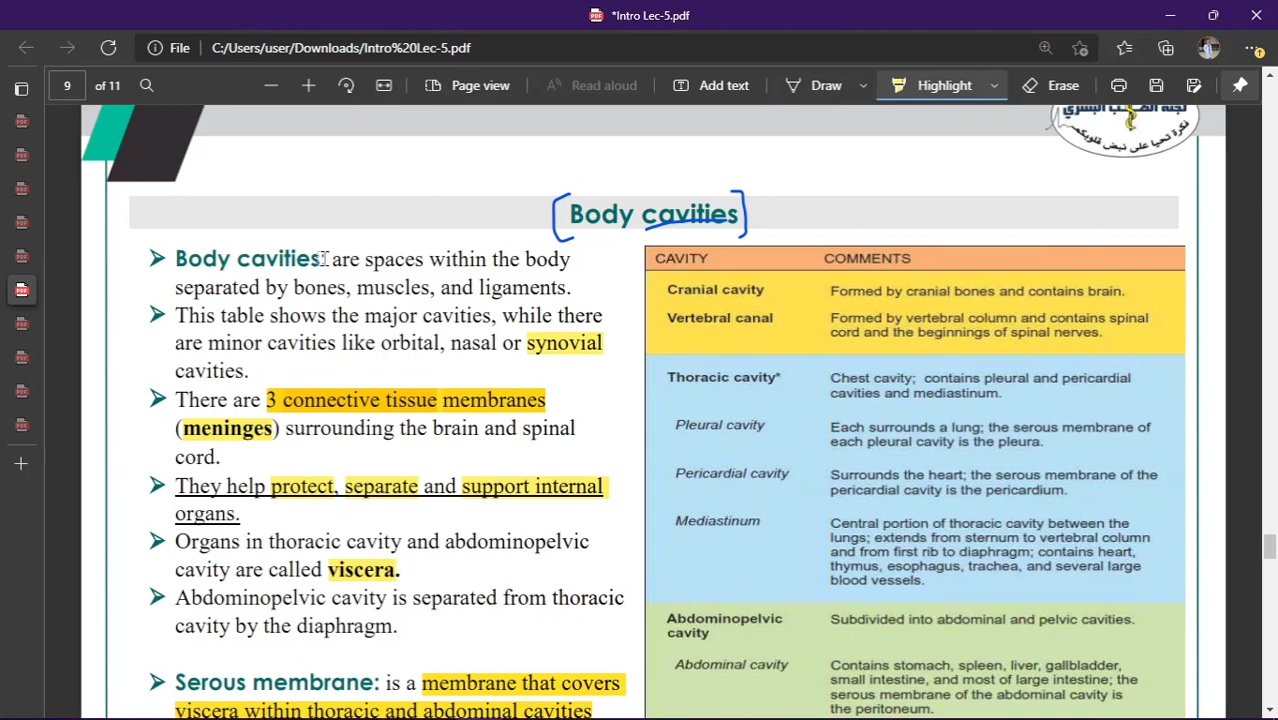 *Intro Lec-5.pdf
File
C:/Users/user/Downloads/Intro%20Lec-5.pdf
9 of 11
Page view
Read aloud
Add text
Draw
Highlight
Erase
لجنة الطب البشري
فكرة تحيا على نبض قلوبكم
Body cavities
Body cavities: are spaces within the body
separated by bones, muscles, and ligaments.
This table shows the major cavities, while there
are minor cavities like orbital, nasal or synovial
cavities.
There are 3 connective tissue membranes
(meninges) surrounding the brain and spinal
cord.
They help protect, separate and support internal
organs.
Organs in thoracic cavity and abdominopelvic
cavity are called viscera.
Abdominopelvic cavity is separated from thoracic
cavity by the diaphragm.
Serous membrane: is a membrane that covers
viscera within thoracic and abdominal cavities
CAVITY COMMENTS
Cranial cavity Formed by cranial bones and contains brain.
Vertebral canal Formed by vertebral column and contains spinal
cord and the beginnings of spinal nerves.
Thoracic cavity* Chest cavity; contains pleural and pericardial
cavities and mediastinum.
Pleural cavity Each surrounds a lung; the serous membrane of
each pleural cavity is the pleura.
Pericardial cavity Surrounds the heart; the serous membrane of the
pericardial cavity is the pericardium.
Mediastinum Central portion of thoracic cavity between the
lungs; extends from sternum to vertebral column
and from first rib to diaphragm; contains heart,
thymus, esophagus, trachea, and several large
blood vessels.
Abdominopelvic Subdivided into abdominal and pelvic cavities.
cavity
Abdominal cavity Contains stomach, spleen, liver, gallbladder,
small intestine, and most of large intestine; the
serous membrane of the abdominal cavity is
the peritoneum.